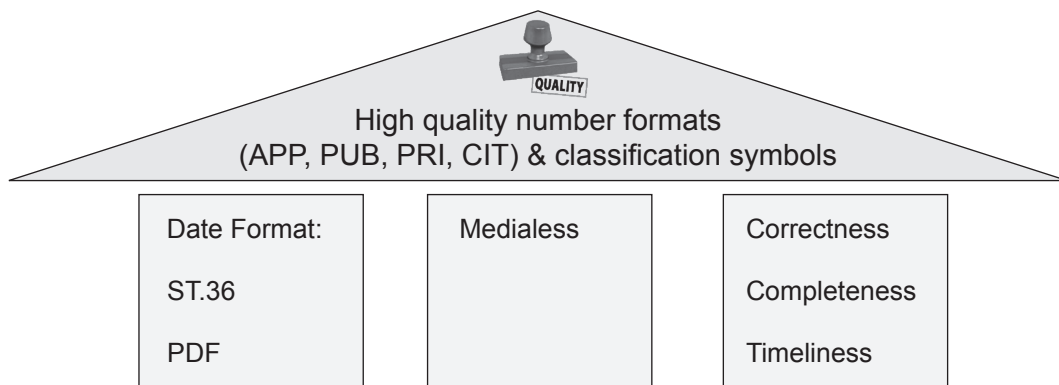 QUALITY
High quality number formats
(APP, PUB, PRI, CIT) & classification symbols
Date Format:
ST.36
PDF
Medialess
Correctness
Completeness
Timeliness